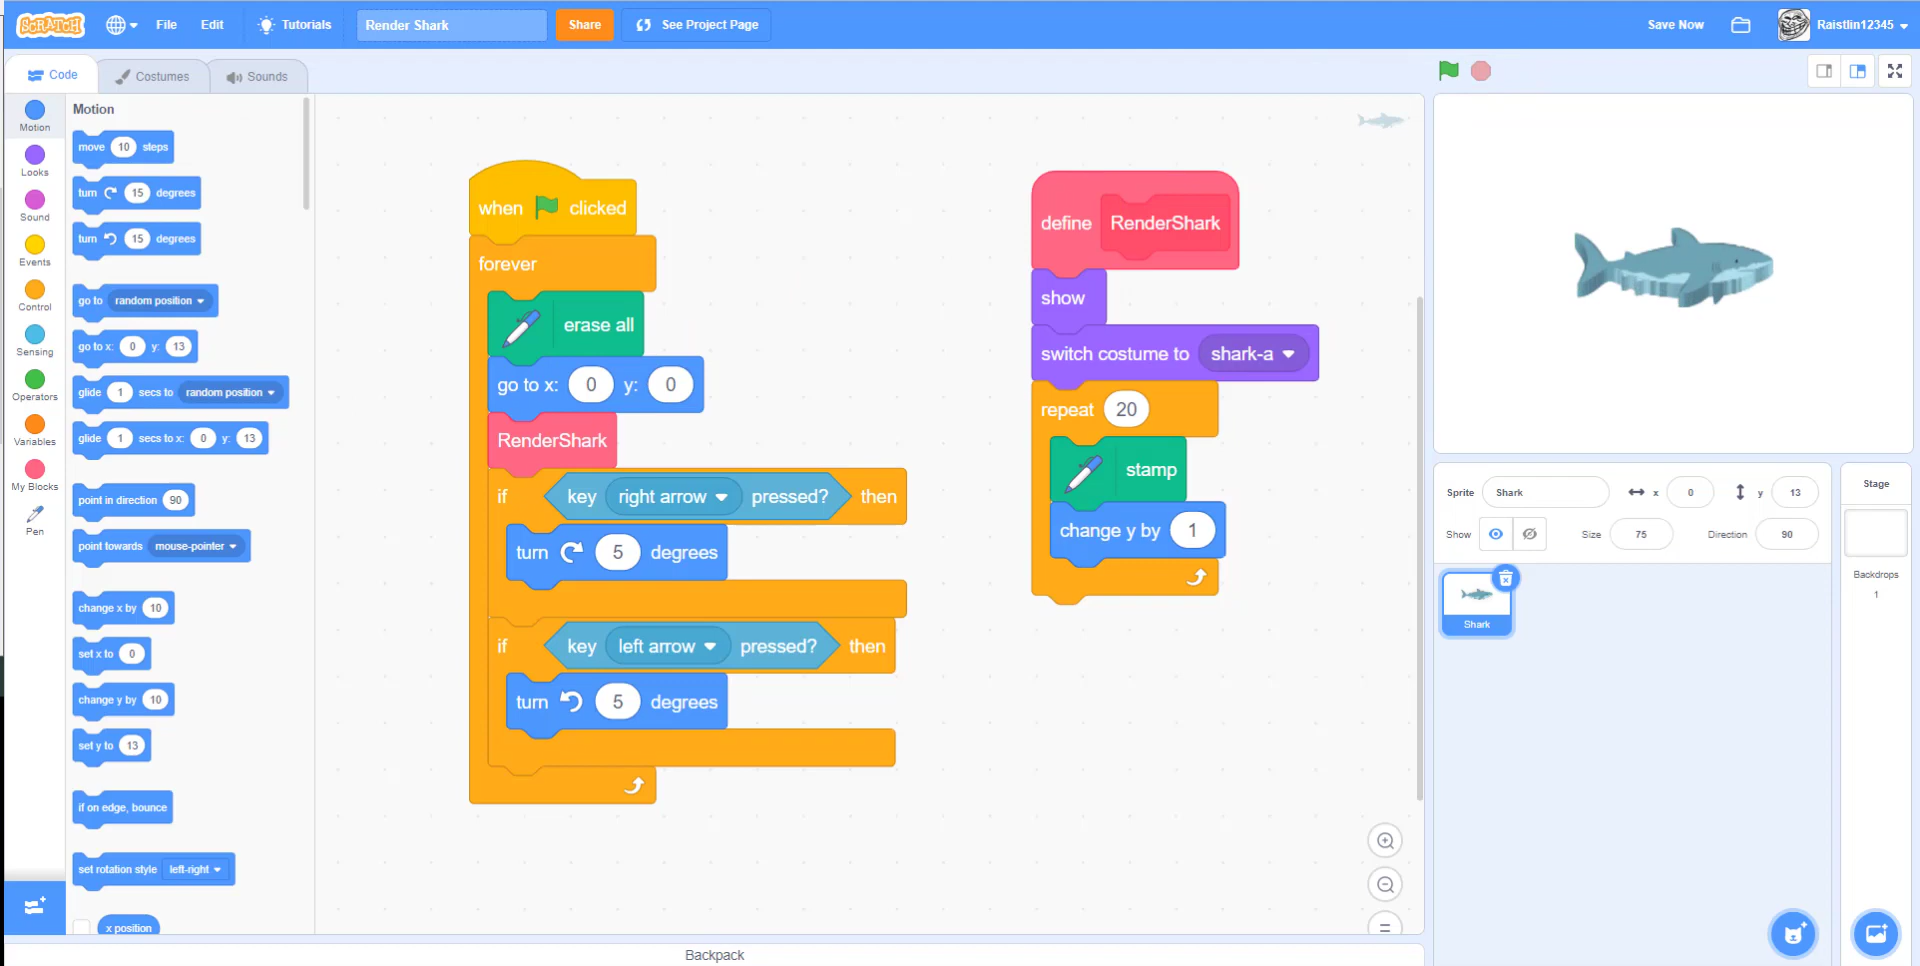 SCRATCH
File
Edit
Tutorials
Render Shark
Share
See Project Page
Save Now
Raistlin12345
Code
Costumes
Sounds
Motion
Looks
Sound
Events
Control
Sensing
Operators
Variables
My Blocks
Pen
Motion
move 10 steps
turn 15 degrees
turn 15 degrees
go to random position
go to x: 0 y: 13
glide 1 secs to random position
glide 1 secs to x: 0 y: 13
point in direction 90
point towards mouse-pointer
change x by 10
set x to 0
change y by 10
set y to 13
if on edge, bounce
set rotation style left-right
x position
when clicked
forever
erase all
go to x: 0 y: 0
RenderShark
if key right arrow pressed? then
turn 5 degrees
if key left arrow pressed? then
turn 5 degrees
define RenderShark
show
switch costume to shark-a
repeat 20
stamp
change y by 1
Backpack
Sprite Shark x 0 y 13
Show Size 75 Direction 90
Shark
Stage
Backdrops
1